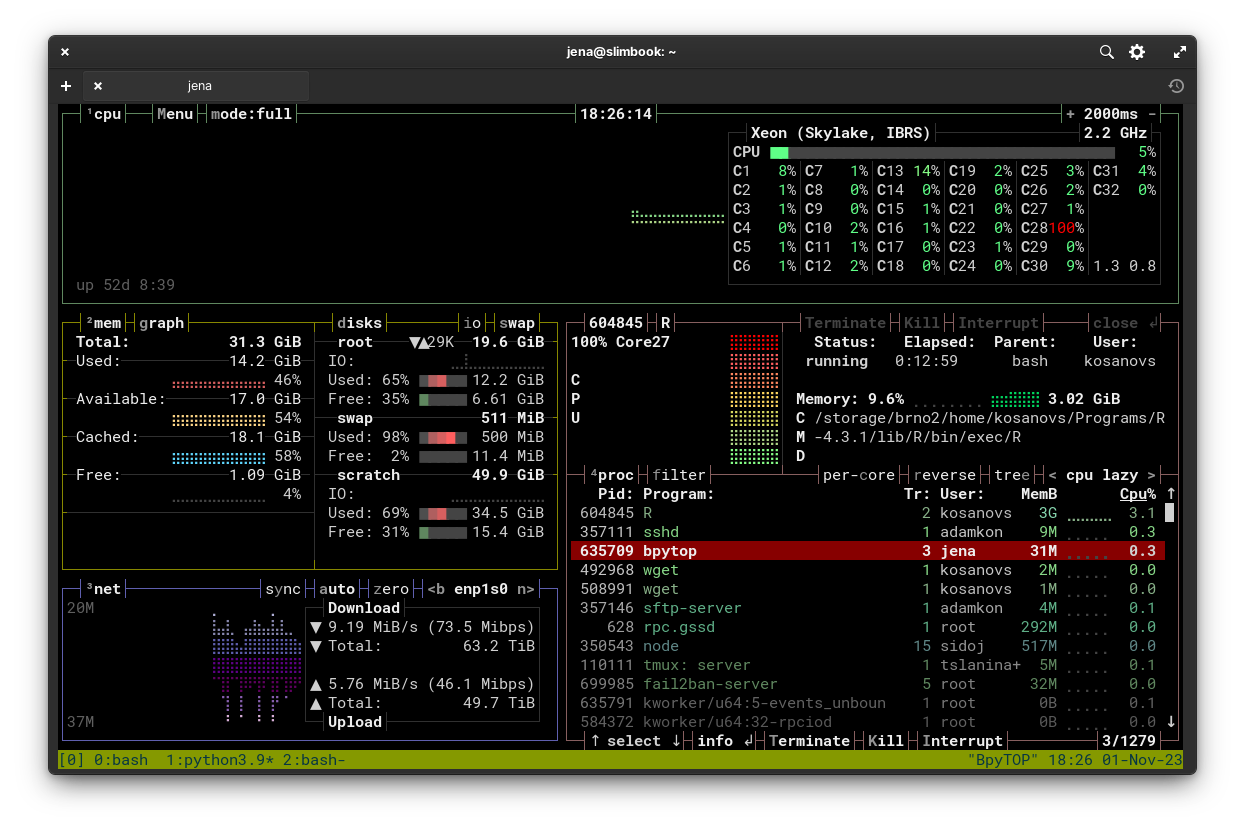 jena@slimbook: ~
jena
¹cpu Menu mode:full 18:26:14 + 2000ms -
Xeon (Skylake, IBRS) 2.2 GHz
CPU 5%
C1 8% C7 1% C13 14% C19 2% C25 3% C31 4%
C2 1% C8 0% C14 0% C20 0% C26 2% C32 0%
C3 1% C9 0% C15 1% C21 0% C27 1%
C4 0% C10 2% C16 1% C22 0% C28100%
C5 1% C11 1% C17 0% C23 1% C29 0%
C6 1% C12 2% C18 0% C24 0% C30 9% 1.3 0.8
up 52d 8:39
²mem graph
Total: 31.3 GiB
Used: 14.2 GiB
46%
Available: 17.0 GiB
54%
Cached: 18.1 GiB
58%
Free: 1.09 GiB
4%
disks io swap
root ▼▲29K 19.6 GiB
IO:
Used: 65% 12.2 GiB
Free: 35% 6.61 GiB
swap 511 MiB
Used: 98% 500 MiB
Free: 2% 11.4 MiB
scratch 49.9 GiB
IO:
Used: 69% 34.5 GiB
Free: 31% 15.4 GiB
³net sync auto zero <b enp1s0 n>
20M
37M
Download
▼ 9.19 MiB/s (73.5 Mibps)
▼ Total: 63.2 TiB
▲ 5.76 MiB/s (46.1 Mibps)
▲ Total: 49.7 TiB
Upload
604845 R Terminate Kill Interrupt close ↲
100% Core27
C
P
U
Status: Elapsed: Parent: User:
running 0:12:59 bash kosanovs
Memory: 9.6% 3.02 GiB
C /storage/brno2/home/kosanovs/Programs/R
M -4.3.1/lib/R/bin/exec/R
D
⁴proc filter per-core reverse tree < cpu lazy >
Pid: Program: Tr: User: MemB Cpu% ↑
604845 R 2 kosanovs 3G 3.1
357111 sshd 1 adamkon 9M 0.3
635709 bpytop 3 jena 31M 0.3
492968 wget 1 kosanovs 2M 0.0
508991 wget 1 kosanovs 1M 0.0
357146 sftp-server 1 adamkon 4M 0.1
628 rpc.gssd 1 root 292M 0.0
350543 node 15 sidoj 517M 0.0
110111 tmux: server 1 tslanina+ 5M 0.1
699985 fail2ban-server 5 root 32M 0.0
635791 kworker/u64:5-events_unboun 1 root 0B 0.1
584372 kworker/u64:32-rpciod 1 root 0B 0.0 ↓
↑ select ↓ info ↲ Terminate Kill Interrupt 3/1279
[0] 0:bash 1:python3.9* 2:bash- "BpyTOP" 18:26 01-Nov-23